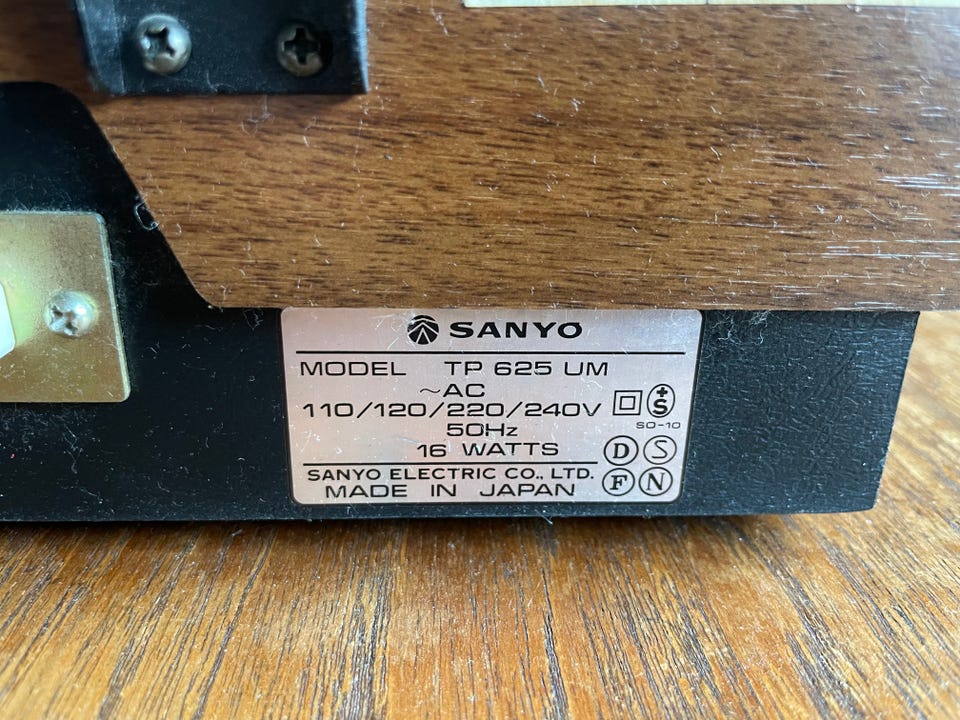 SANYO
MODEL TP 625 UM
~AC
110/120/220/240V
50Hz
16 WATTS
SANYO ELECTRIC CO., LTD.
MADE IN JAPAN
+S
SO-10
D S
F N